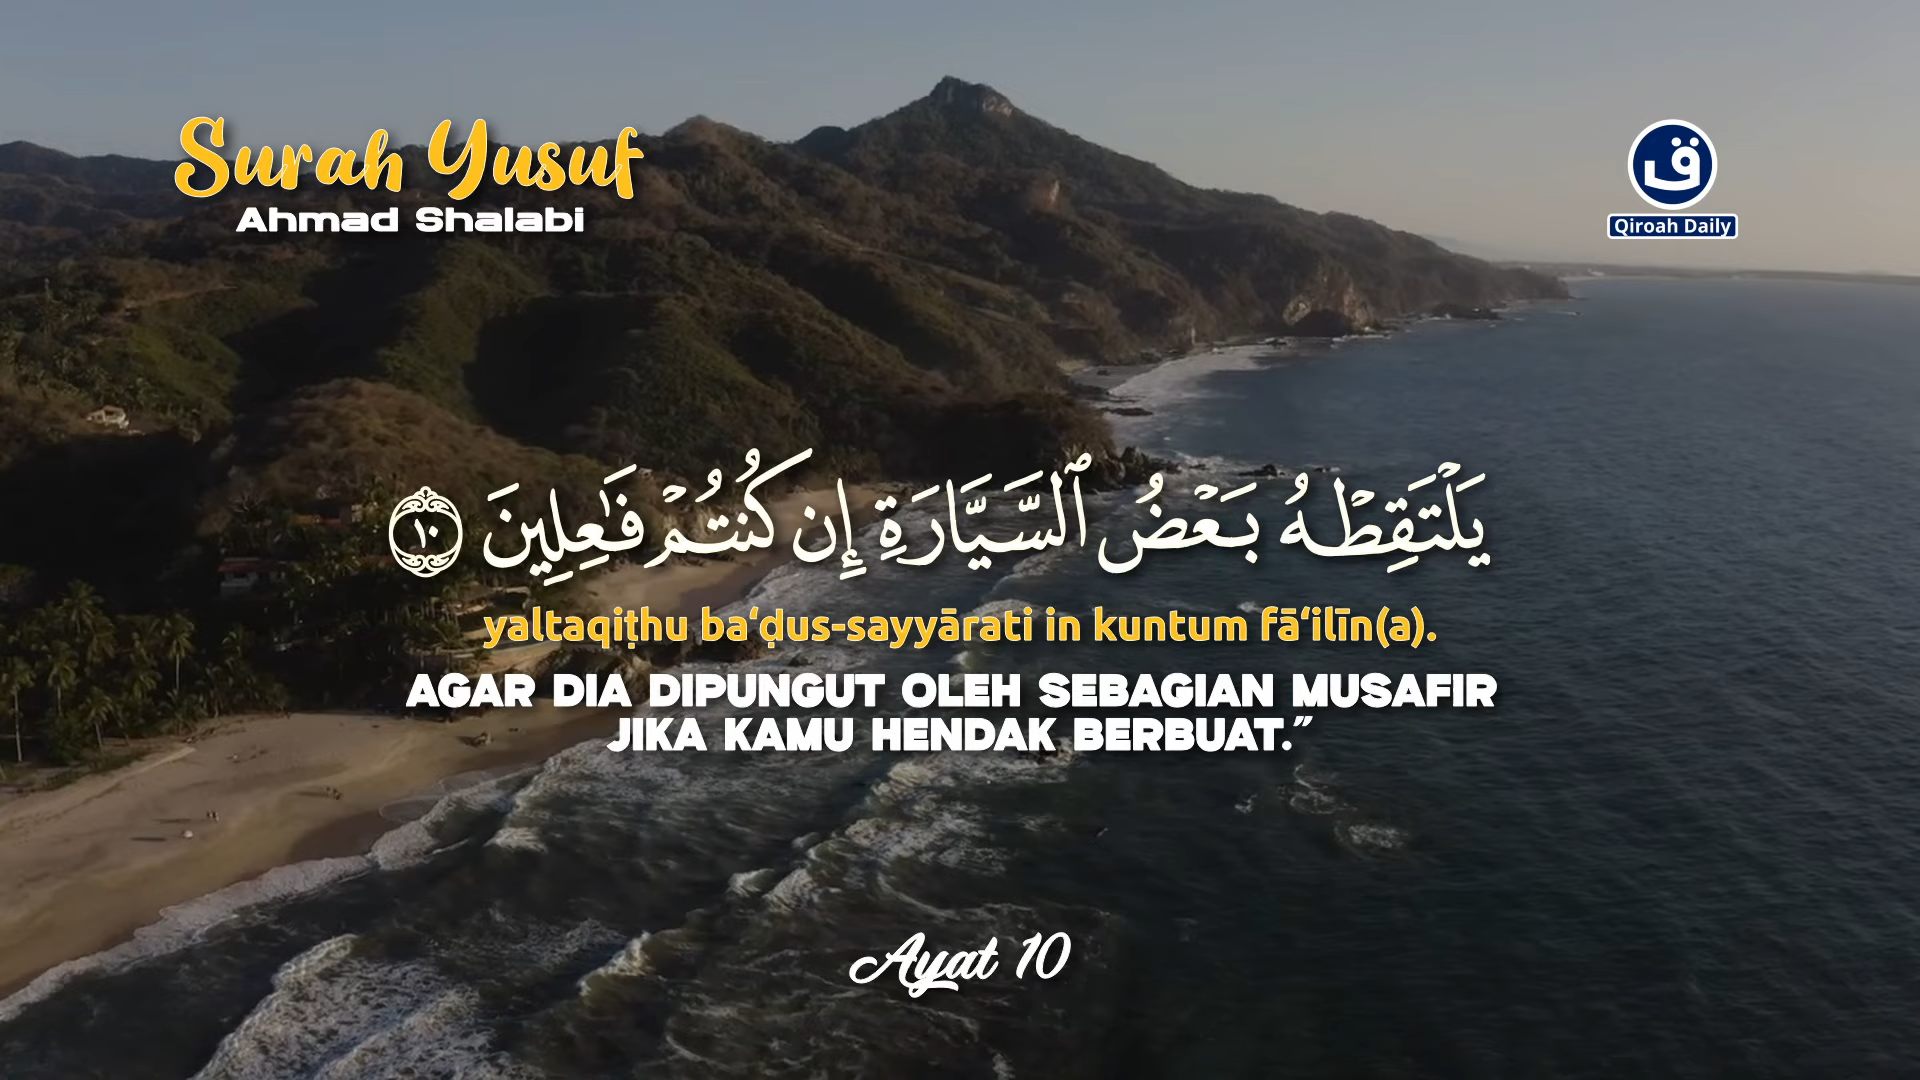 Surah Yusuf
Ahmad Shalabi
ق
Qiroah Daily
يَلْتَقِطْهُ بَعْضُ ٱلسَّيَّارَةِ إِن كُنتُمْ فَٰعِلِينَ ١٠
yaltaqiṭhu ba‘ḍus-sayyārati in kuntum fā‘ilīn(a).
AGAR DIA DIPUNGUT OLEH SEBAGIAN MUSAFIR
JIKA KAMU HENDAK BERBUAT.”
Ayat 10